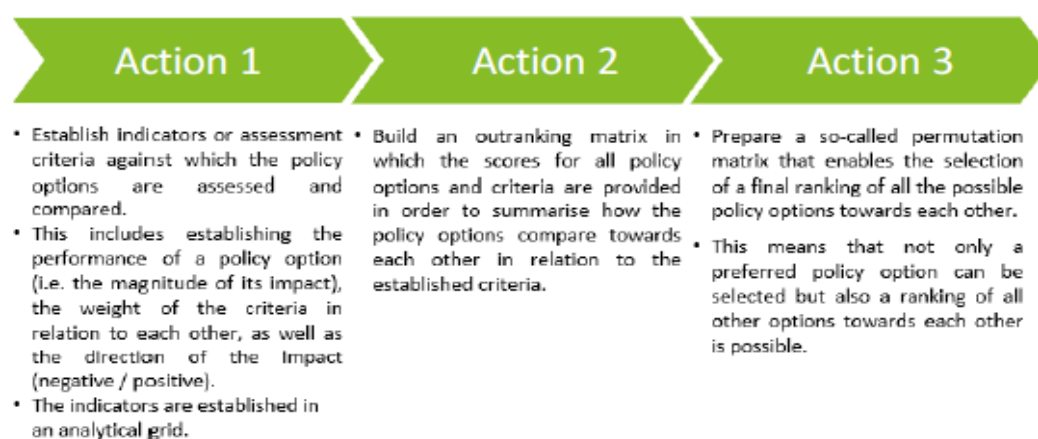 Action 1
Action 2
Action 3
• Establish indicators or assessment
criteria against which the policy
options are assessed and
compared.
• This includes establishing the
performance of a policy option
(i.e. the magnitude of its impact),
the weight of the criteria in
relation to each other, as well as
the direction of the impact
(negative / positive).
• The indicators are established in
an analytical grid.
• Build an outranking matrix in
which the scores for all policy
options and criteria are provided
in order to summarise how the
policy options compare towards
each other in relation to the
established criteria.
• Prepare a so-called permutation
matrix that enables the selection
of a final ranking of all the possible
policy options towards each other.
• This means that not only a
preferred policy option can be
selected but also a ranking of all
other options towards each other
is possible.